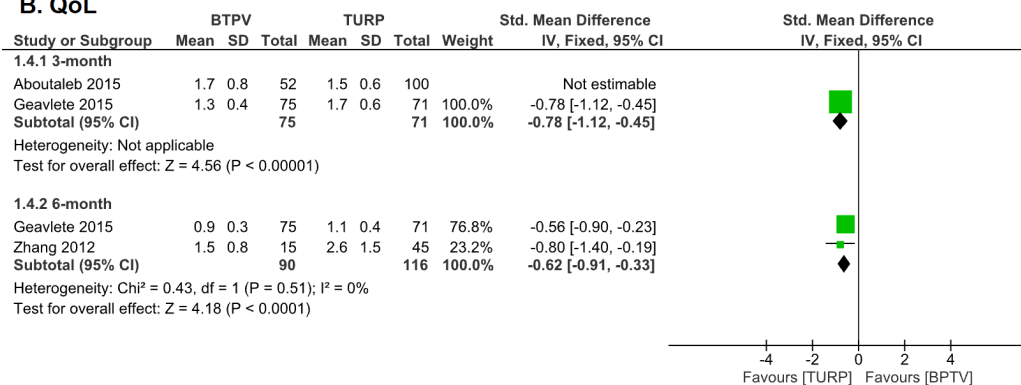 B. QoL
BTPV TURP Std. Mean Difference Std. Mean Difference
Study or Subgroup Mean SD Total Mean SD Total Weight IV, Fixed, 95% CI IV, Fixed, 95% CI
1.4.1 3-month
Aboutaleb 2015 1.7 0.8 52 1.5 0.6 100 Not estimable
Geavlete 2015 1.3 0.4 75 1.7 0.6 71 100.0% -0.78 [-1.12, -0.45]
Subtotal (95% CI) 75 71 100.0% -0.78 [-1.12, -0.45]
Heterogeneity: Not applicable
Test for overall effect: Z = 4.56 (P < 0.00001)
1.4.2 6-month
Geavlete 2015 0.9 0.3 75 1.1 0.4 71 76.8% -0.56 [-0.90, -0.23]
Zhang 2012 1.5 0.8 15 2.6 1.5 45 23.2% -0.80 [-1.40, -0.19]
Subtotal (95% CI) 90 116 100.0% -0.62 [-0.91, -0.33]
Heterogeneity: Chi² = 0.43, df = 1 (P = 0.51); I² = 0%
Test for overall effect: Z = 4.18 (P < 0.0001)
-4 -2 0 2 4
Favours [TURP] Favours [BPTV]